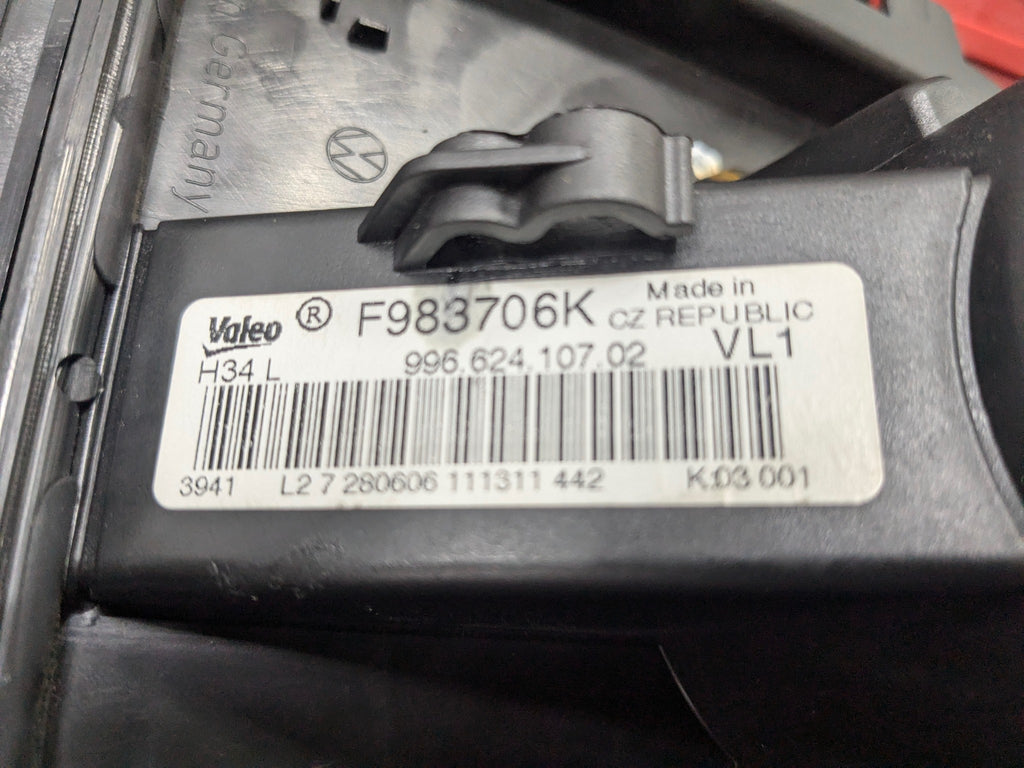 Germany
Valeo ® F983706K Made in
CZ REPUBLIC
H34 L 996.624.107.02 VL1
3941 L2 7 280606 111311 442 K.03 001